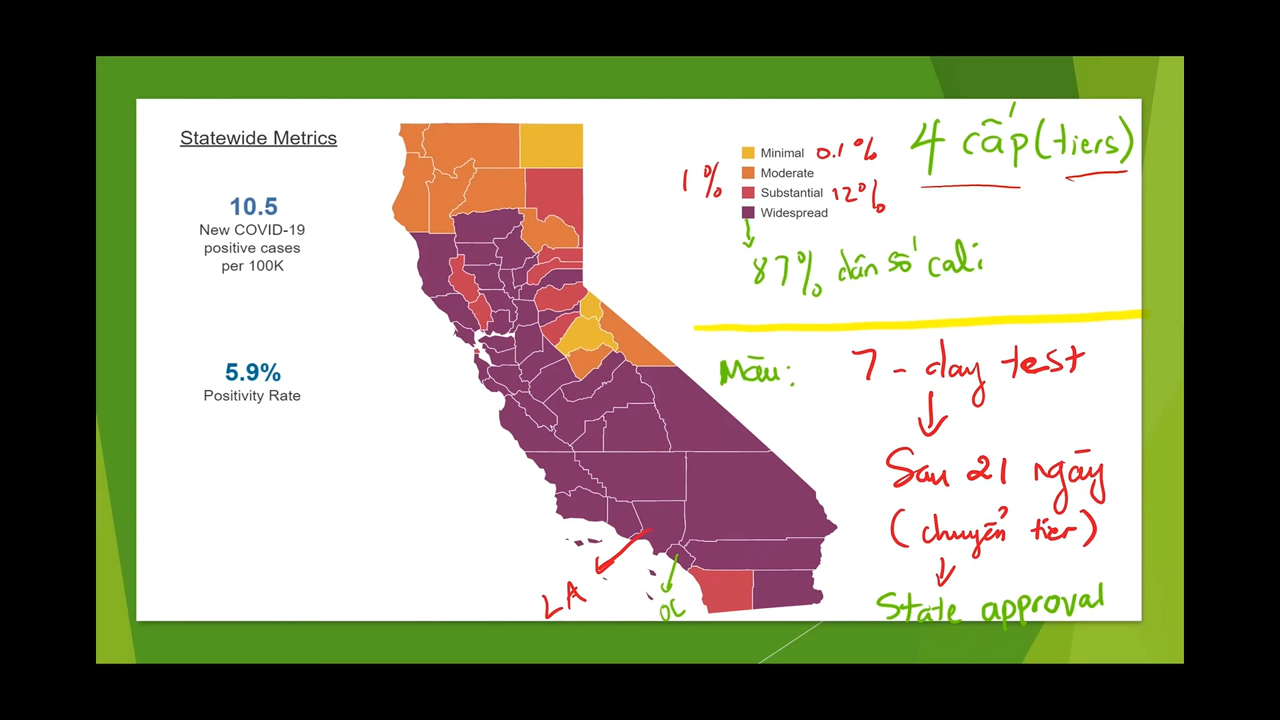 Statewide Metrics
10.5
New COVID-19
positive cases
per 100K
5.9%
Positivity Rate
4 cấp (tiers)
Minimal 0.1%
1% Moderate
Substantial 12%
Widespread
87% dân số cali
Màu:
7 - day test
Sau 21 ngày
(chuyển tier)
State approval
LA
OC